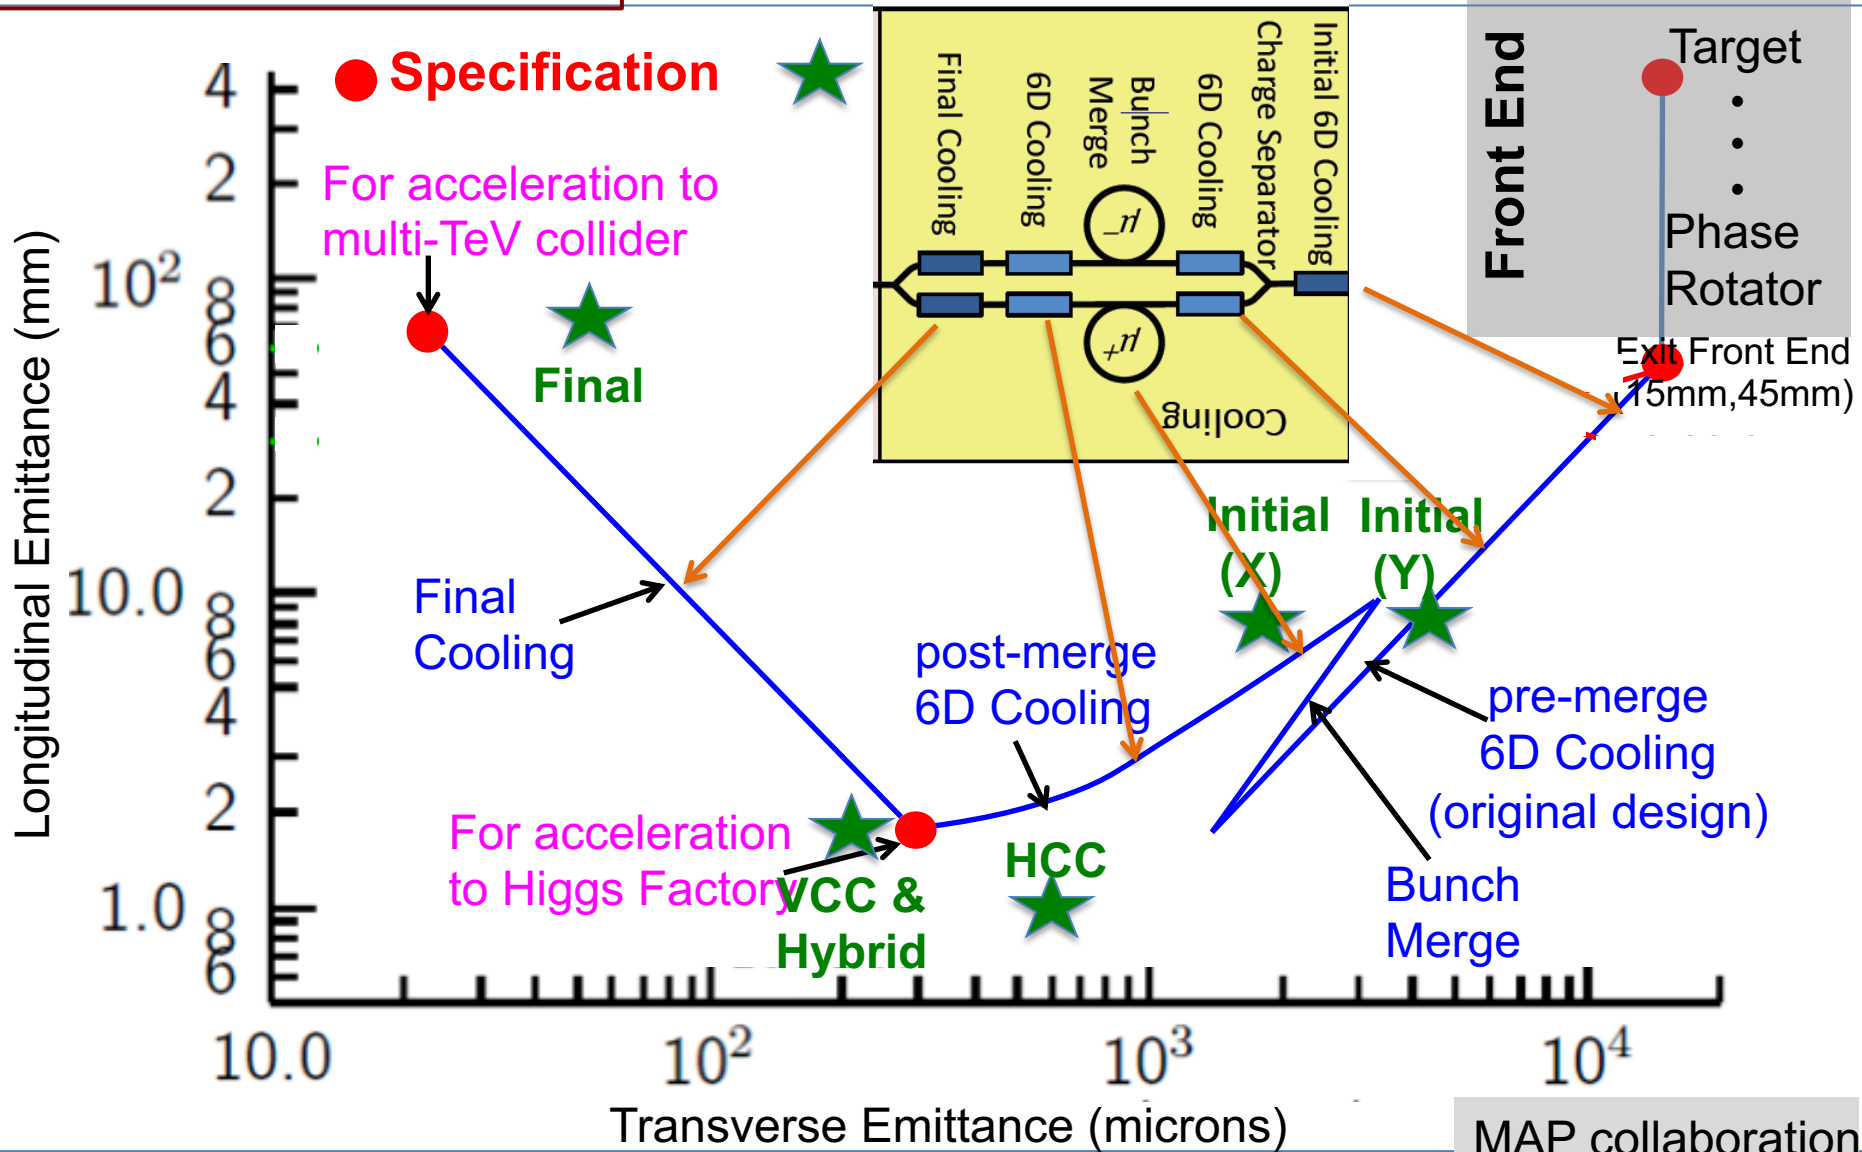 Specification
For acceleration to
multi-TeV collider
Final
Final Cooling
6D Cooling
Bunch
Merge
6D Cooling
Charge Separator
Initial 6D Cooling
μ−
μ+
Cooling
Front End
Target
Phase
Rotator
Exit Front End
15mm,45mm)
Initial
(X)
Initial
(Y)
Final
Cooling
post-merge
6D Cooling
pre-merge
6D Cooling
(original design)
Bunch
Merge
For acceleration
to Higgs Factory
VCC &
Hybrid
HCC
Longitudinal Emittance (mm)
4
2
10²
8
6
4
2
10.0
8
6
4
2
1.0
8
6
10.0
10²
10³
10⁴
Transverse Emittance (microns)
MAP collaboration